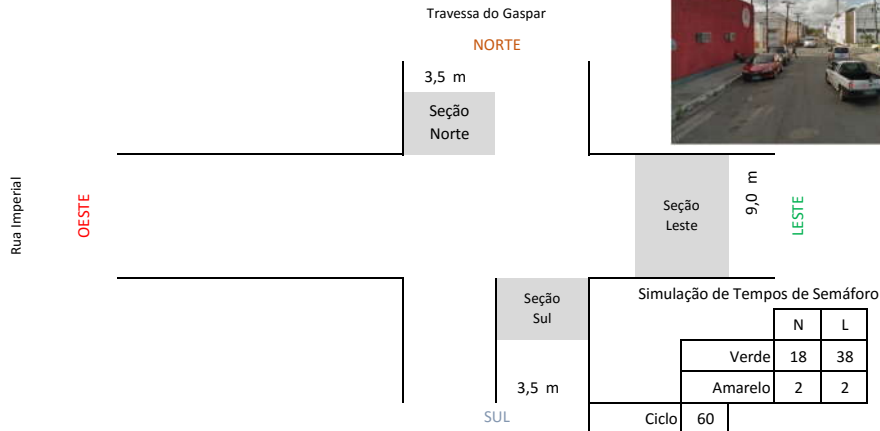 Travessa do Gaspar
NORTE
3,5 m
Seção
Norte
Rua Imperial
OESTE
Seção
Leste
9,0 m
LESTE
Seção
Sul
3,5 m
SUL
Simulação de Tempos de Semáforo
N L
Verde 18 38
Amarelo 2 2
Ciclo 60